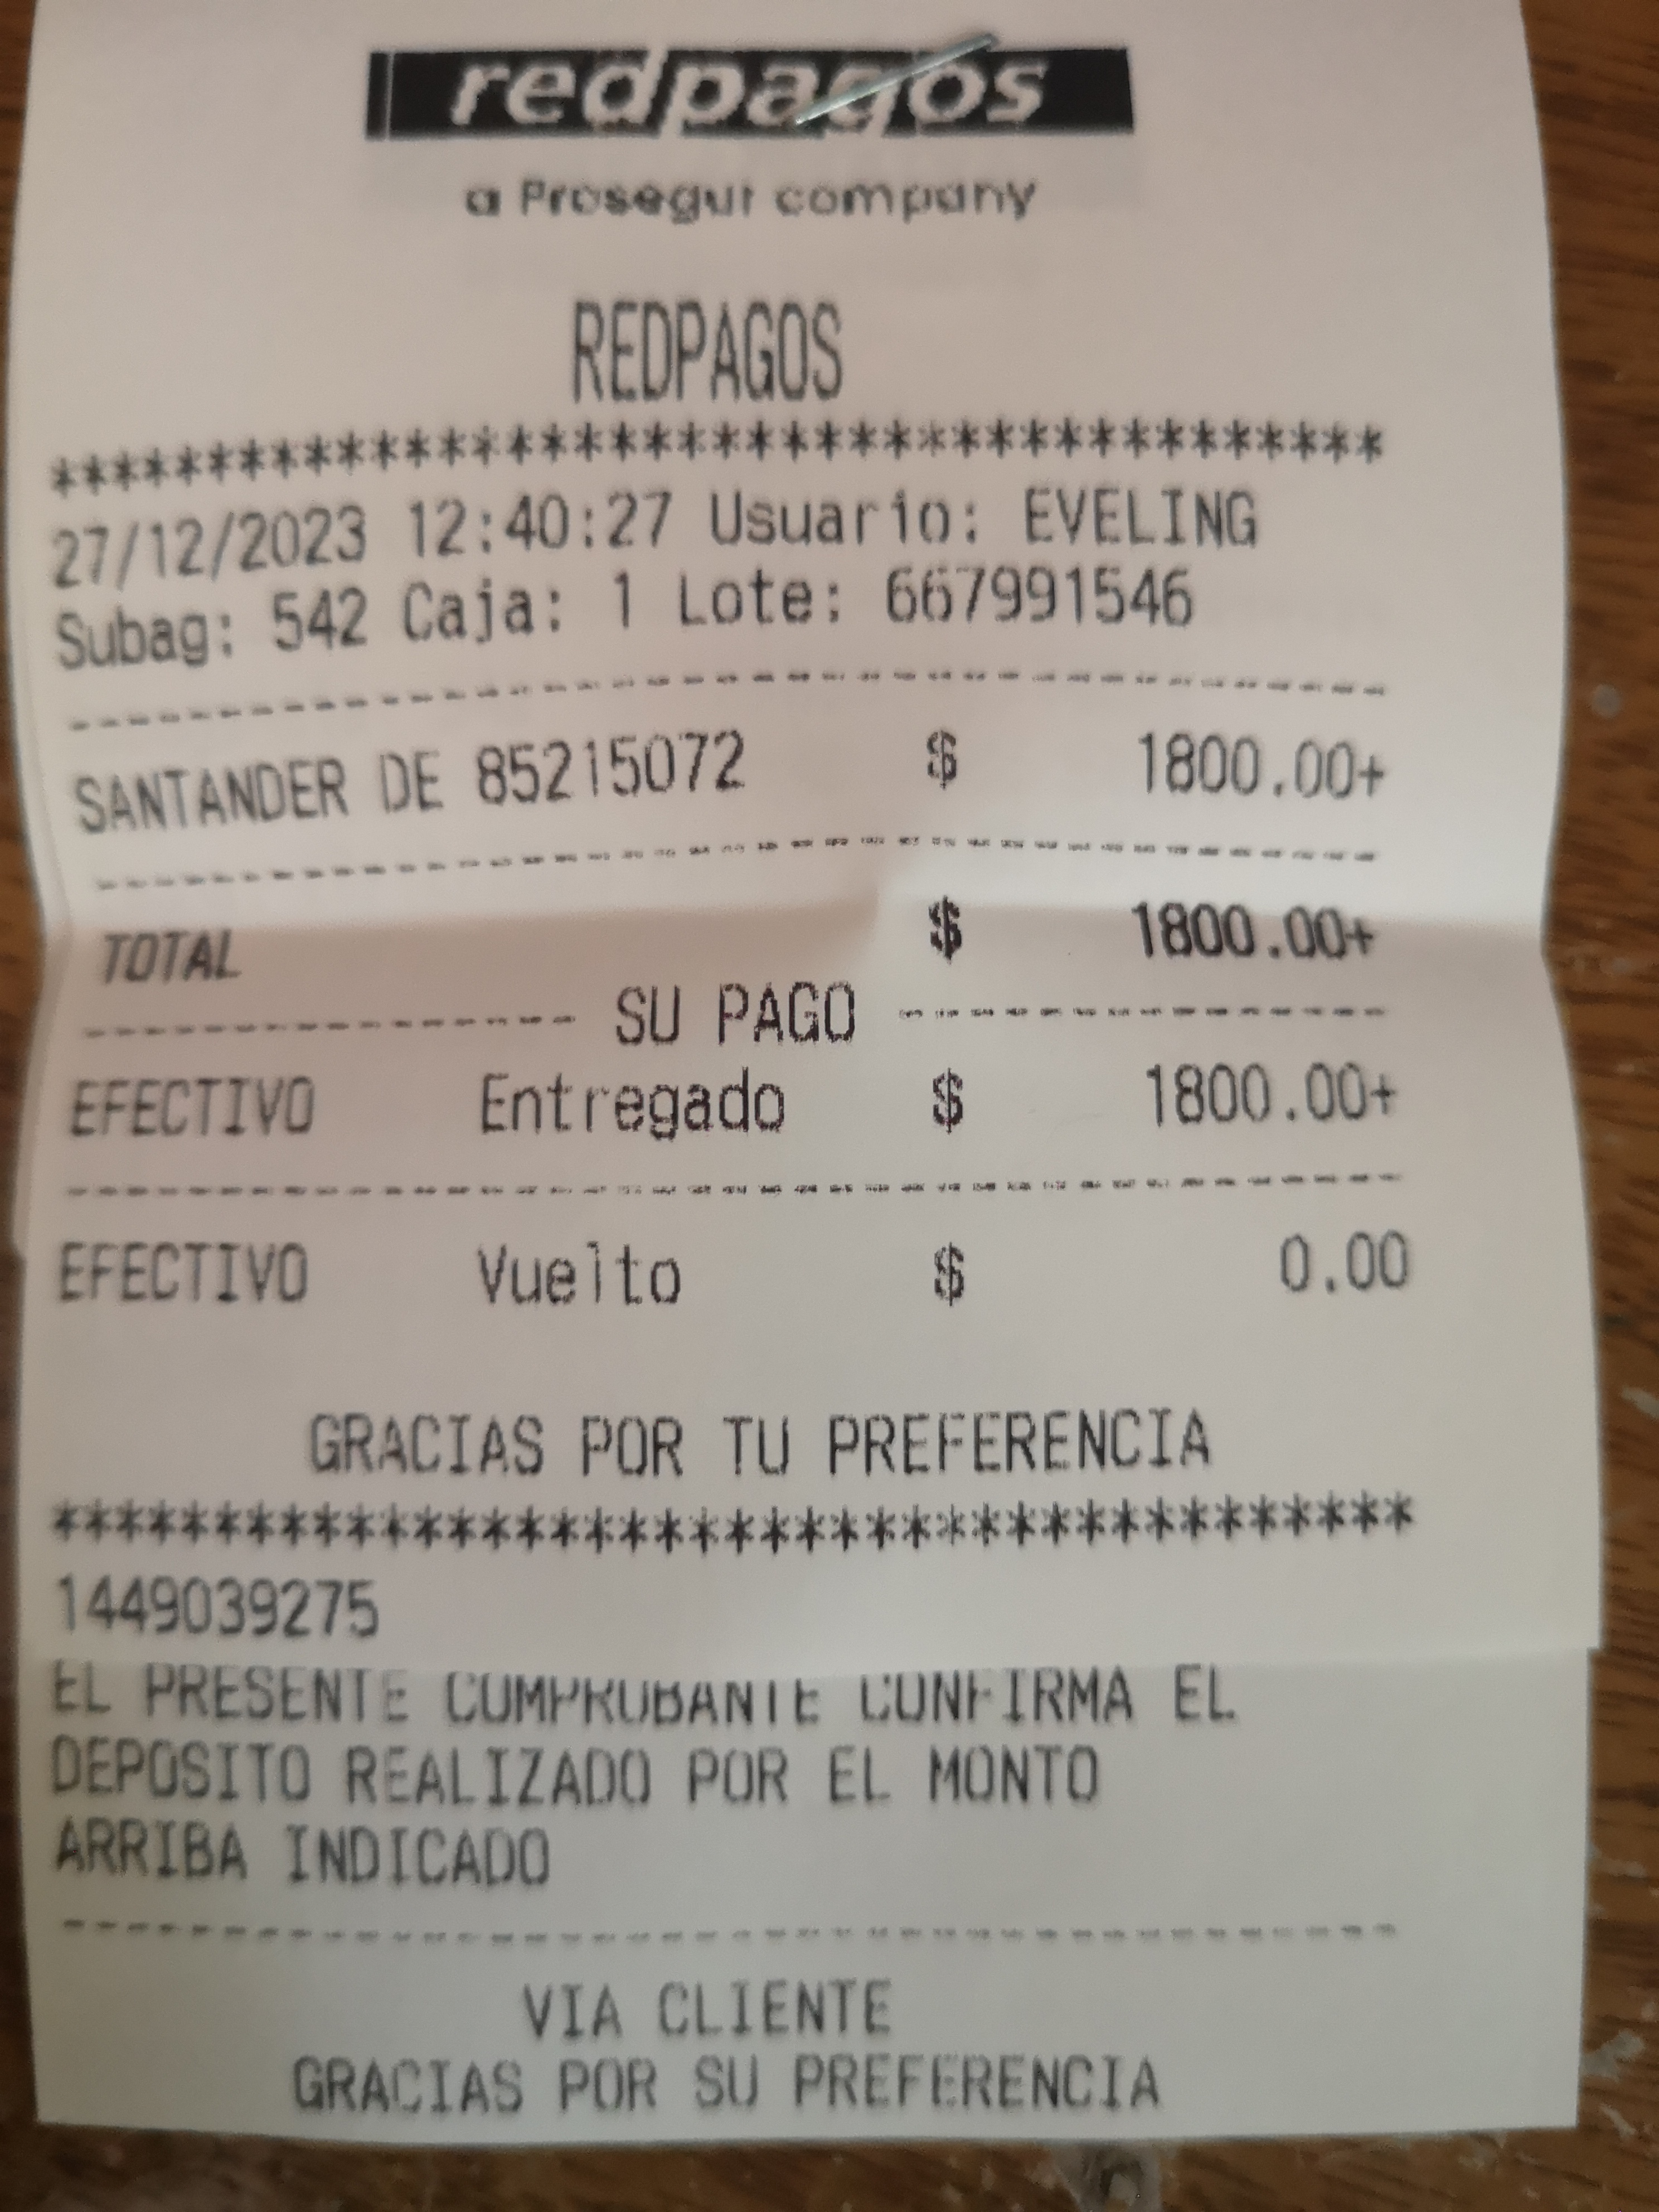 redpagos
a Prosegur company
REDPAGOS
****************************************
27/12/2023 12:40:27 Usuario: EVELING
Subag: 542 Caja: 1 Lote: 667991546
----------------------------------------
SANTANDER DE 85215072 $ 1800.00+
----------------------------------------
TOTAL $ 1800.00+
--------------- SU PAGO ---------------
EFECTIVO Entregado $ 1800.00+
----------------------------------------
EFECTIVO Vuelto $ 0.00
GRACIAS POR TU PREFERENCIA
****************************************
1449039275
EL PRESENTE COMPROBANTE CONFIRMA EL
DEPOSITO REALIZADO POR EL MONTO
ARRIBA INDICADO
----------------------------------------
VIA CLIENTE
GRACIAS POR SU PREFERENCIA